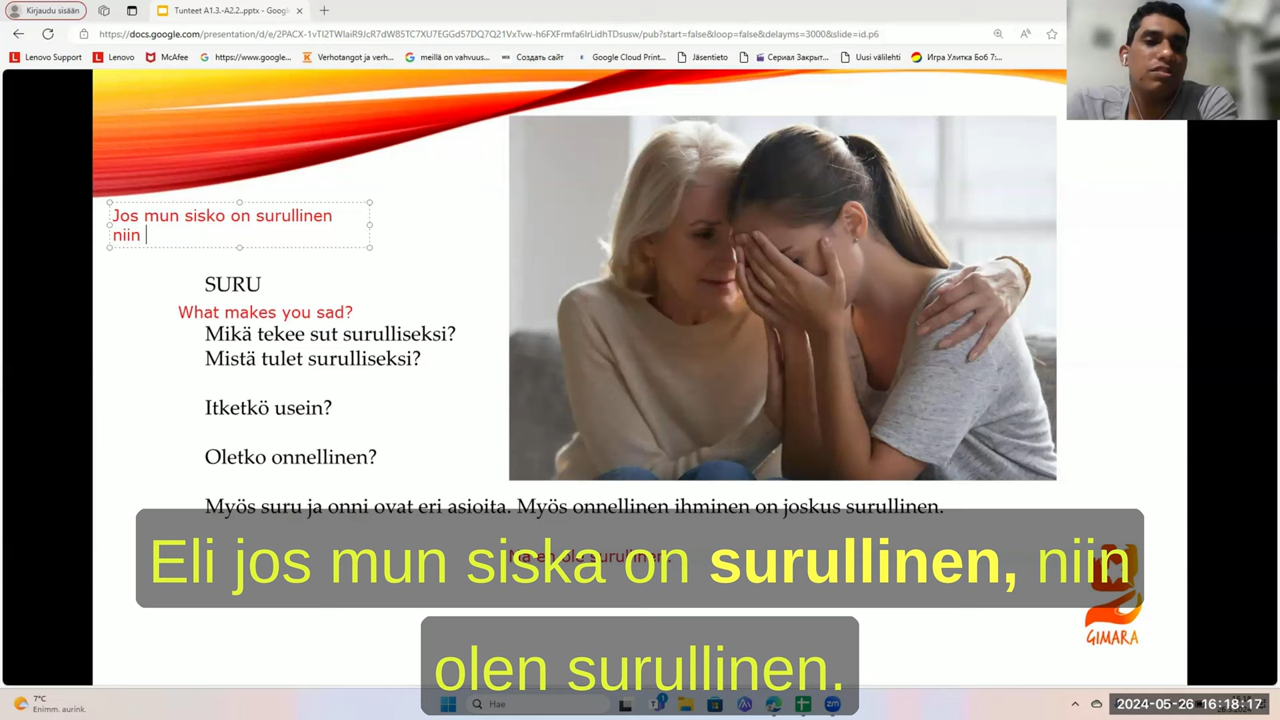 Kirjaudu sisään
Tunteet A1.3.-A2.2..pptx - Googl
https://docs.google.com/presentation/d/e/2PACX-1vTI2TWlaiR9JcR7dW85TC7XU7EGGd57DQ7Q21VxTvw-h6FXFrmfa6lrLidhTDsusw/pub?start=false&loop=false&delayms=3000&slide=id.p6
Lenovo Support Lenovo McAfee https://www.google... Verhotangot ja verh... meillä on vahvuus... Создать сайт Google Cloud Print... Jäsentieto Сериал Закрыт... Uusi välilehti Игра Улитка Боб 7:...
Jos mun sisko on surullinen
niin
SURU
What makes you sad?
Mikä tekee sut surulliseksi?
Mistä tulet surulliseksi?
Itketkö usein?
Oletko onnellinen?
Myös suru ja onni ovat eri asioita. Myös onnellinen ihminen on joskus surullinen.
Eli jos mun siska on surullinen, niin
olen surullinen.
GIMARA
7°C
Enimm. aurink.
Hae
2024-05-26 16:18:17